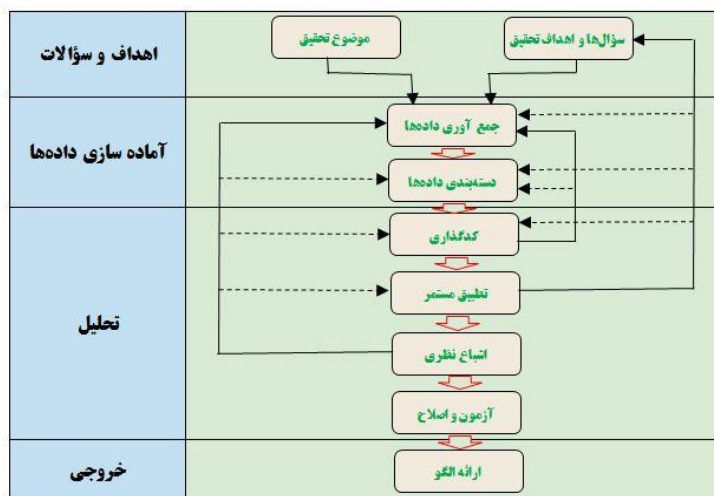 اهداف و سؤالات
سؤال‌ها و اهداف تحقیق
موضوع تحقیق
آماده سازی داده‌ها
جمع آوری داده‌ها
دسته‌بندی داده‌ها
تحلیل
کدگذاری
تطبیق مستمر
اشباع نظری
آزمون و اصلاح
خروجی
ارائه الگو